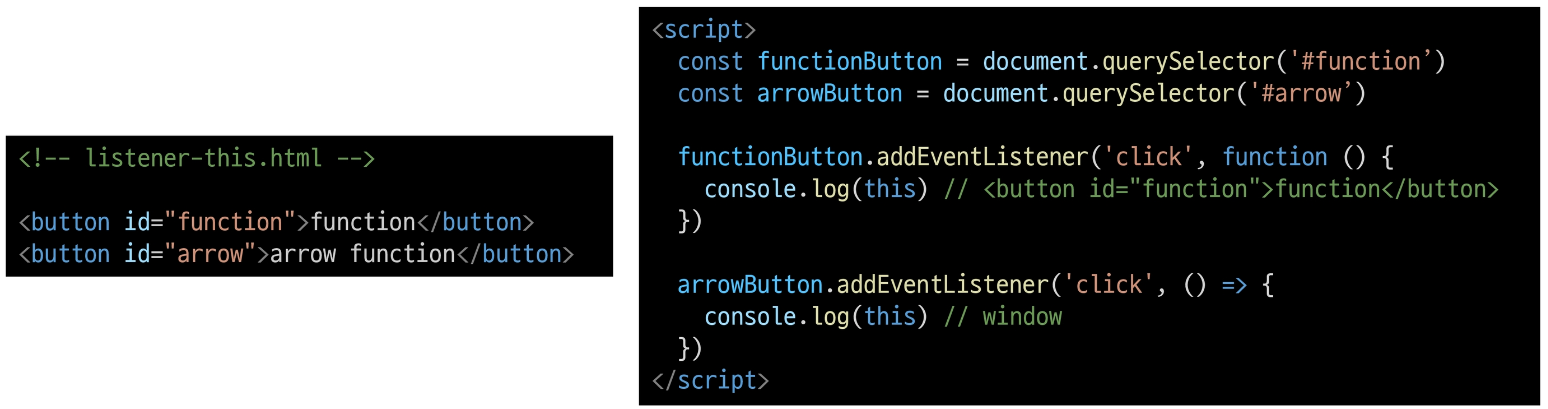 <!-- listener-this.html -->
<button id="function">function</button>
<button id="arrow">arrow function</button>
<script>
const functionButton = document.querySelector('#function’)
const arrowButton = document.querySelector('#arrow’)
functionButton.addEventListener('click', function () {
console.log(this) // <button id="function">function</button>
})
arrowButton.addEventListener('click', () => {
console.log(this) // window
})
</script>